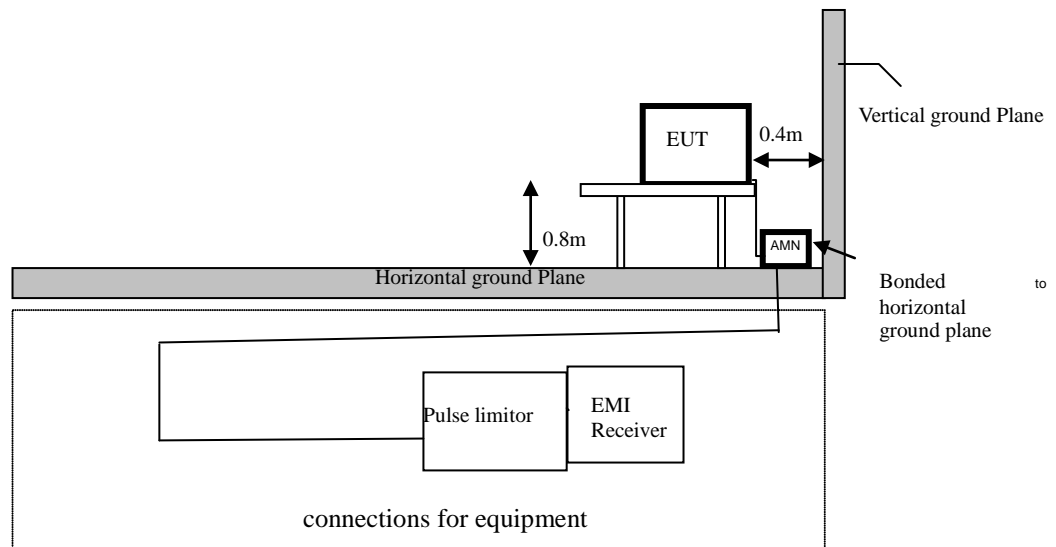 EUT
0.4m
Vertical ground Plane
0.8m
AMN
Horizontal ground Plane
Bonded to
horizontal
ground plane
Pulse limitor
EMI
Receiver
connections for equipment